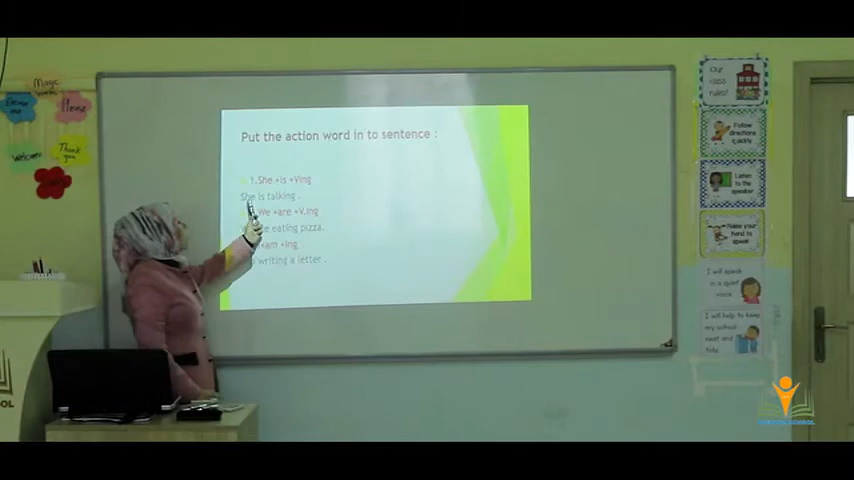 Magic
words
Excuse
me
Please
Welcome
Thank
you
Put the action word in to sentence :
1.She +is +Ving
She is talking .
We +are +V.ing
eating pizza.
+am +ing
writing a letter .
Our
class
rules!
Follow
directions
quickly
Listen
to the
speaker
Raise your
hand to
speak
I will speak
in a quiet
voice.
I will help to keep
my school
neat and
tidy.